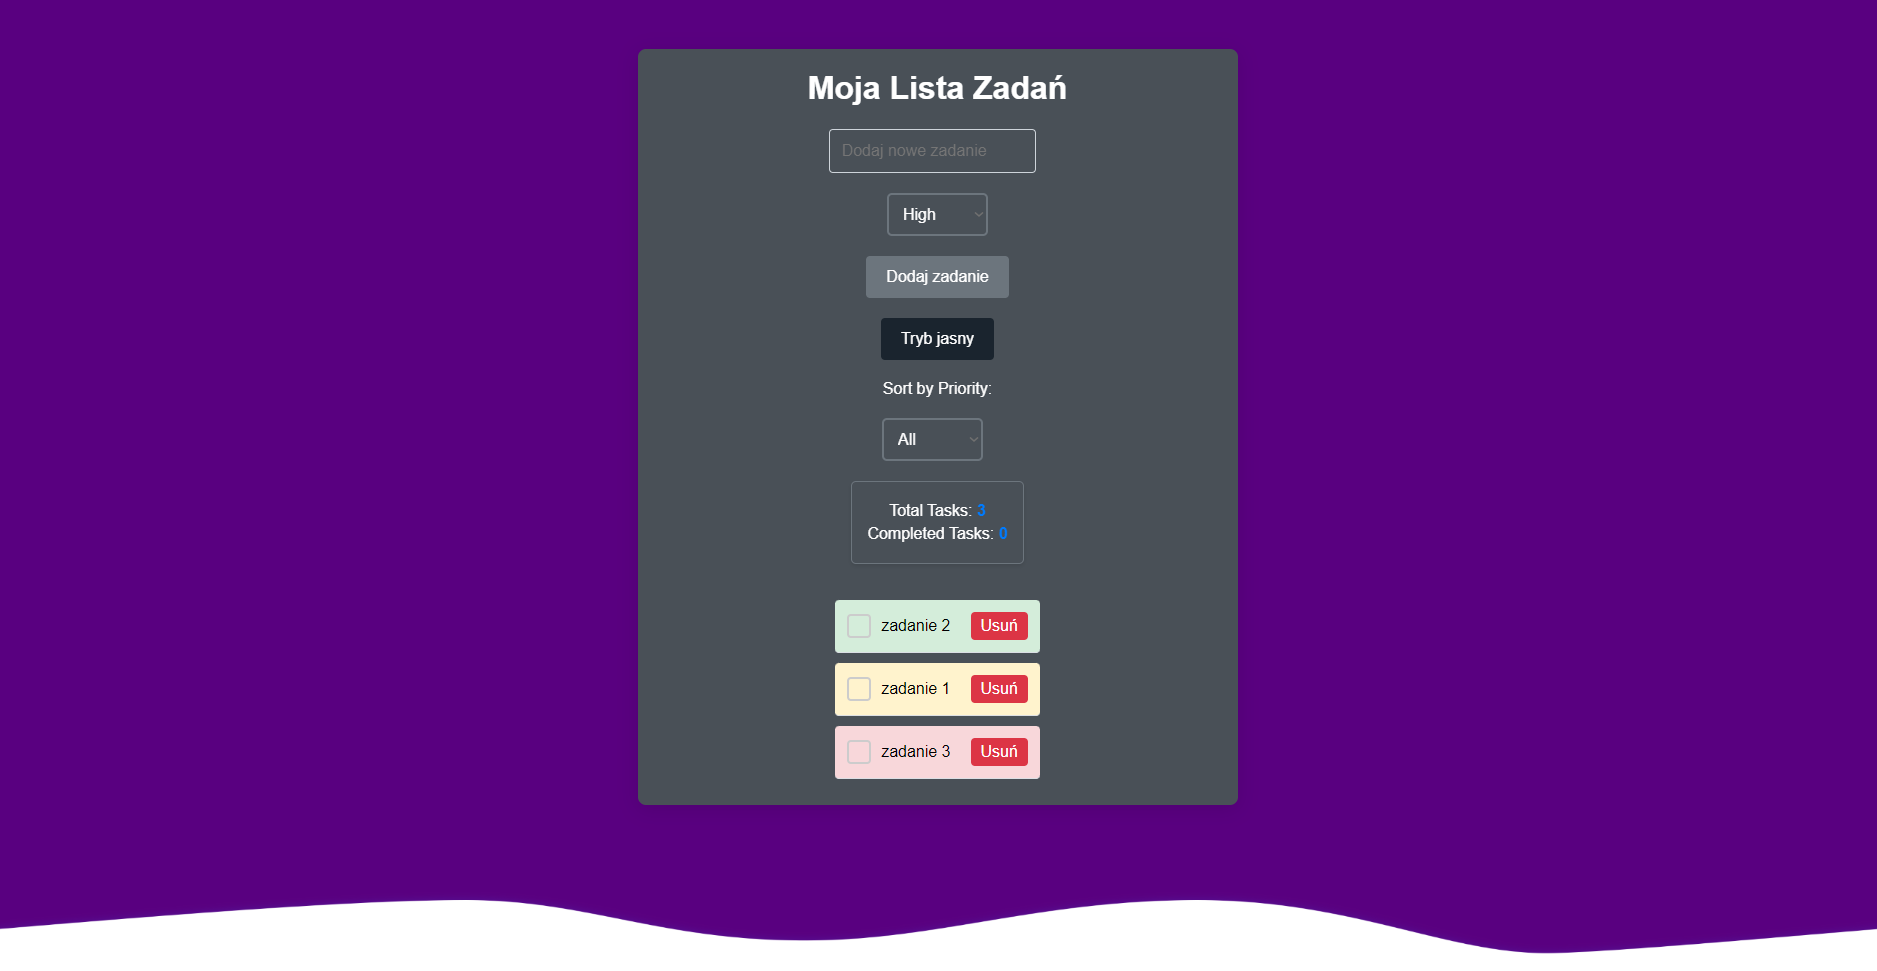 Moja Lista Zadań
Dodaj nowe zadanie
High
Dodaj zadanie
Tryb jasny
Sort by Priority:
All
Total Tasks: 3
Completed Tasks: 0
zadanie 2 Usuń
zadanie 1 Usuń
zadanie 3 Usuń